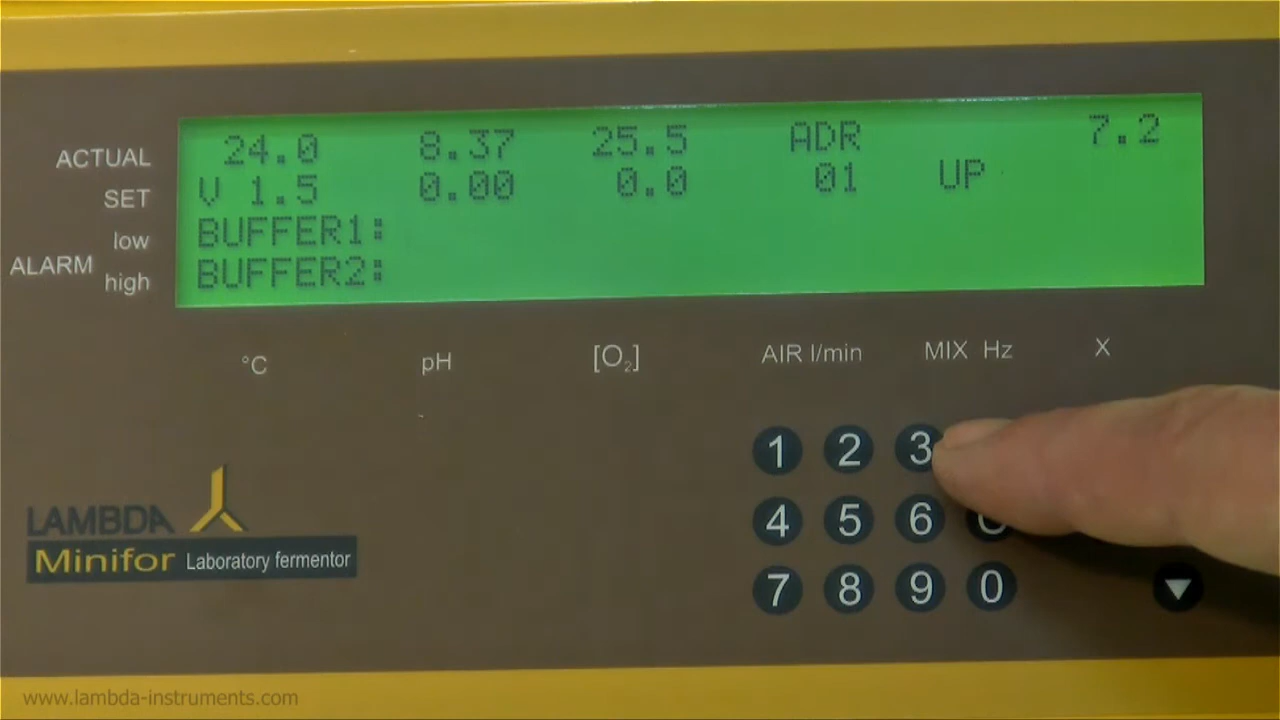 ACTUAL 24.0 8.37 25.5 ADR 7.2
SET V 1.5 0.00 0.0 01 UP
low BUFFER1:
ALARM
high BUFFER2:
°C pH [O₂] AIR l/min MIX Hz X
1 2 3
4 5 6
7 8 9 0 ▼
LAMBDA
Minifor Laboratory fermentor
www.lambda-instruments.com